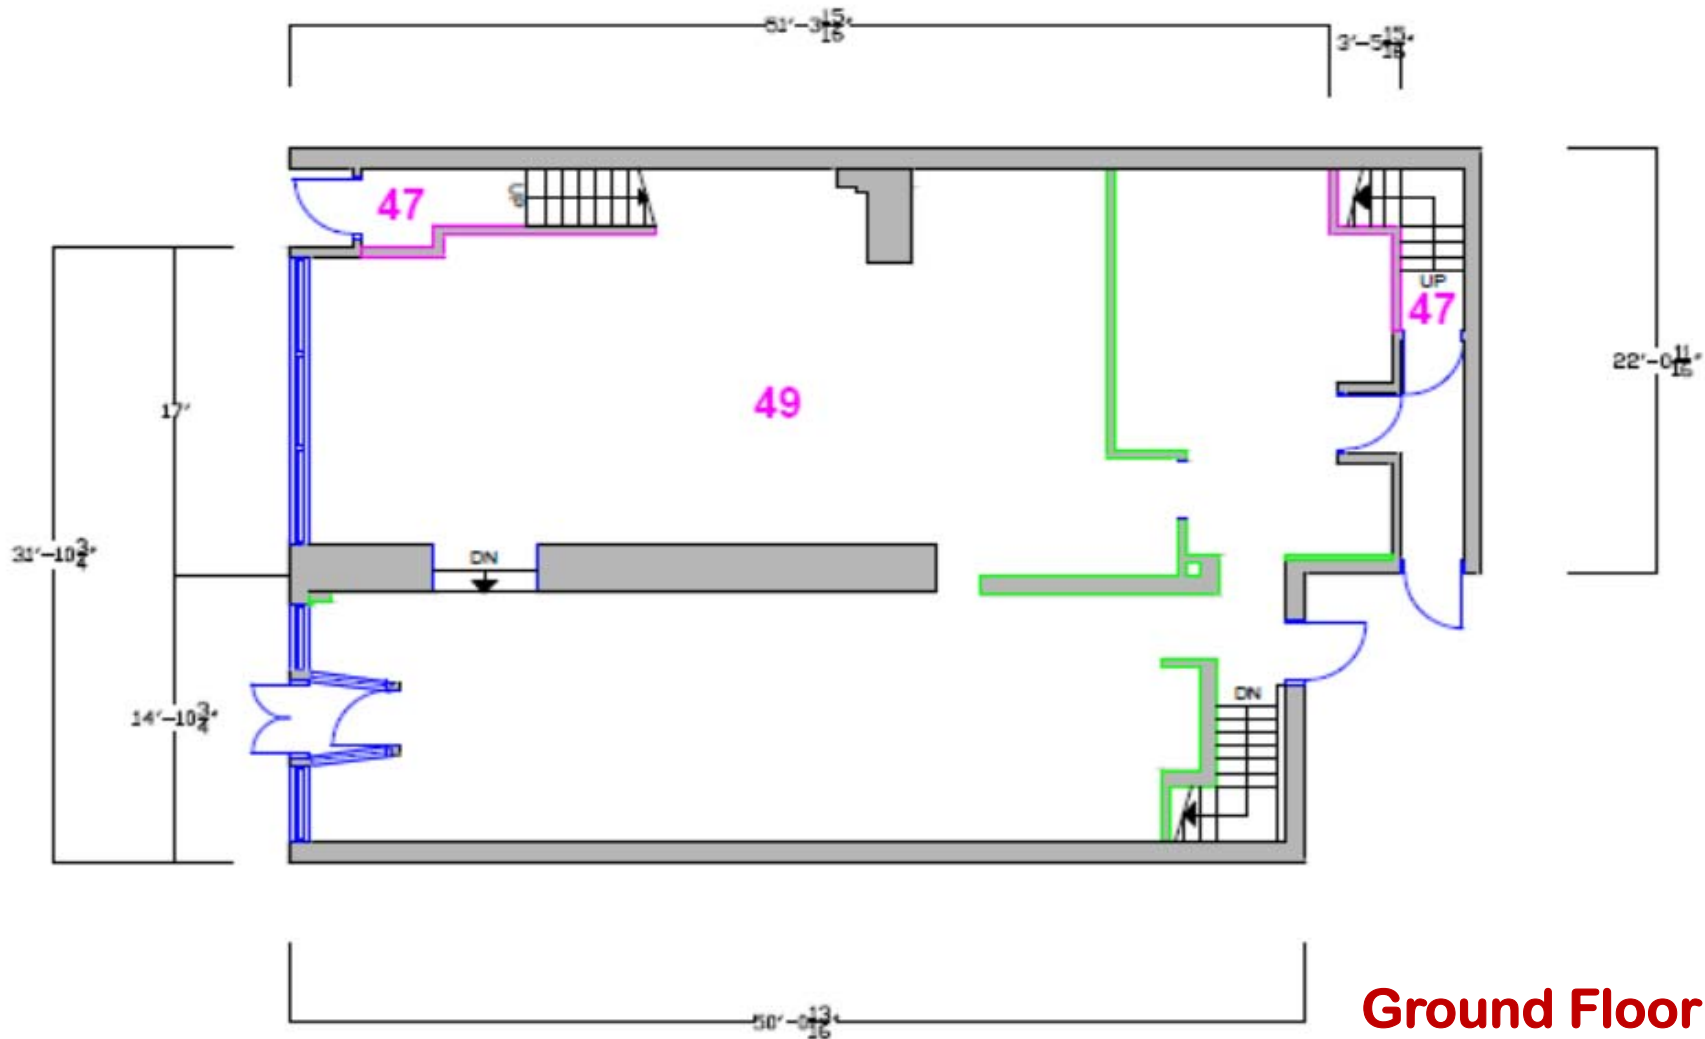 51'-3 15/16"
3'-5 15/16"
47
UP
UP
47
22'-0 11/16"
49
17'
31'-10 3/4"
DN
DN
14'-10 3/4"
50'-0 13/16"
Ground Floor